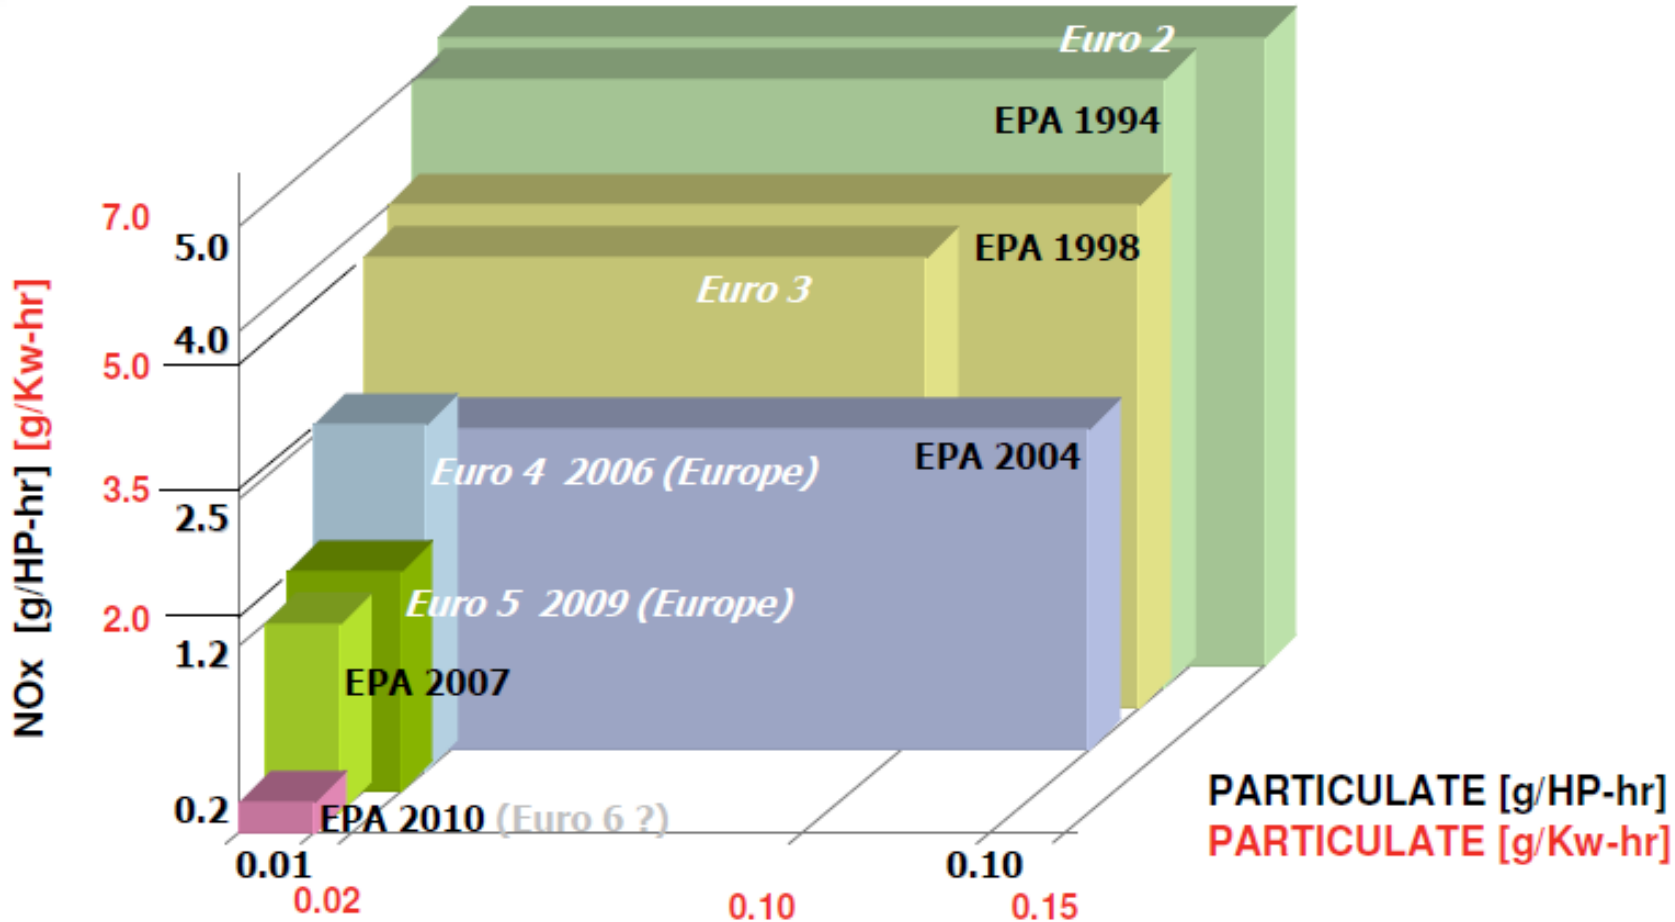 Euro 2
EPA 1994
7.0
5.0
EPA 1998
Euro 3
4.0
5.0
NOx [g/HP-hr] [g/Kw-hr]
EPA 2004
Euro 4 2006 (Europe)
3.5
2.5
Euro 5 2009 (Europe)
2.0
1.2
EPA 2007
0.2
EPA 2010 (Euro 6 ?)
PARTICULATE [g/HP-hr]
PARTICULATE [g/Kw-hr]
0.01
0.10
0.02
0.10
0.15